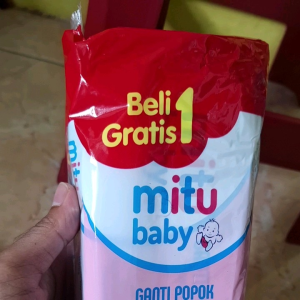 Beli 1
Gratis
mitu
baby
GANTI POPOK